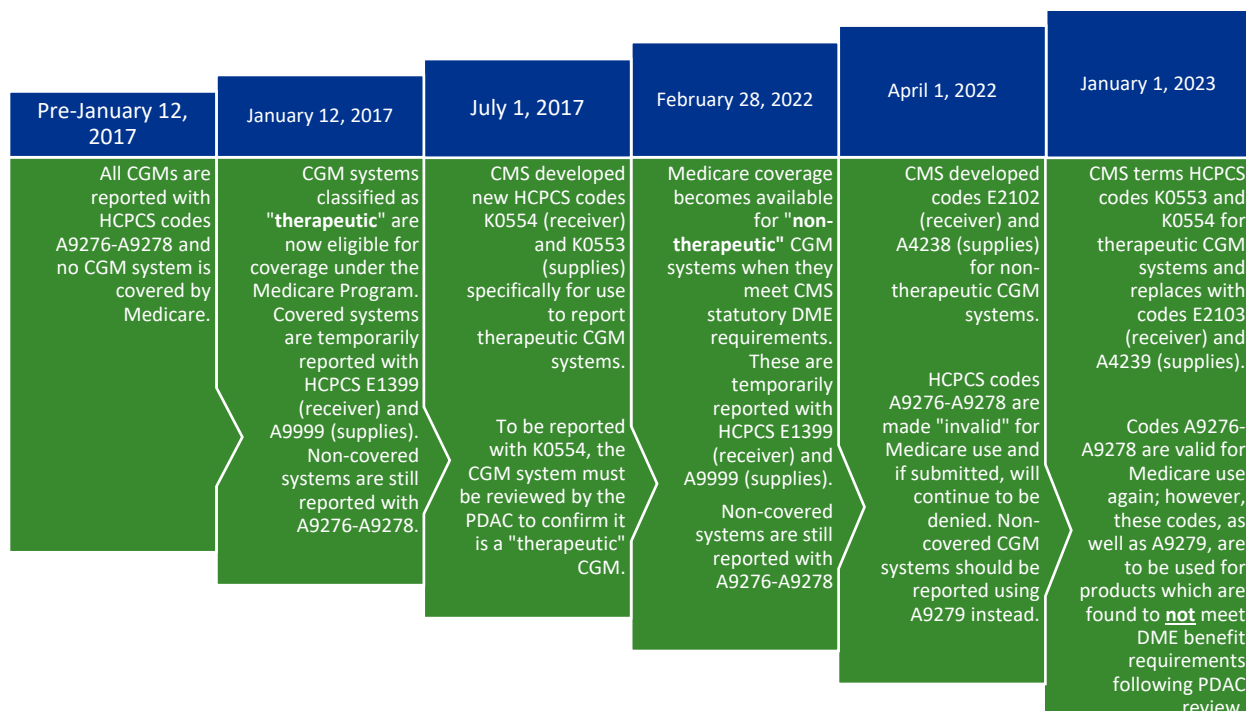 Pre-January 12,
2017
All CGMs are
reported with
HCPCS codes
A9276-A9278 and
no CGM system is
covered by
Medicare.
January 12, 2017
CGM systems
classified as
"therapeutic" are
now eligible for
coverage under the
Medicare Program.
Covered systems
are temporarily
reported with
HCPCS E1399
(receiver) and
A9999 (supplies).
Non-covered
systems are still
reported with
A9276-A9278.
July 1, 2017
CMS developed
new HCPCS codes
K0554 (receiver)
and K0553
(supplies)
specifically for use
to report
therapeutic CGM
systems.
To be reported
with K0554, the
CGM system must
be reviewed by the
PDAC to confirm it
is a "therapeutic"
CGM.
February 28, 2022
Medicare coverage
becomes available
for "non-
therapeutic" CGM
systems when they
meet CMS
statutory DME
requirements.
These are
temporarily
reported with
HCPCS E1399
(receiver) and
A9999 (supplies).
Non-covered
systems are still
reported with
A9276-A9278
April 1, 2022
CMS developed
codes E2102
(receiver) and
A4238 (supplies)
for non-
therapeutic CGM
systems.
HCPCS codes
A9276-A9278 are
made "invalid" for
Medicare use and
if submitted, will
continue to be
denied. Non-
covered CGM
systems should be
reported using
A9279 instead.
January 1, 2023
CMS terms HCPCS
codes K0553 and
K0554 for
therapeutic CGM
systems and
replaces with
codes E2103
(receiver) and
A4239 (supplies).
Codes A9276-
A9278 are valid for
Medicare use
again; however,
these codes, as
well as A9279, are
to be used for
products which are
found to not meet
DME benefit
requirements
following PDAC
review.